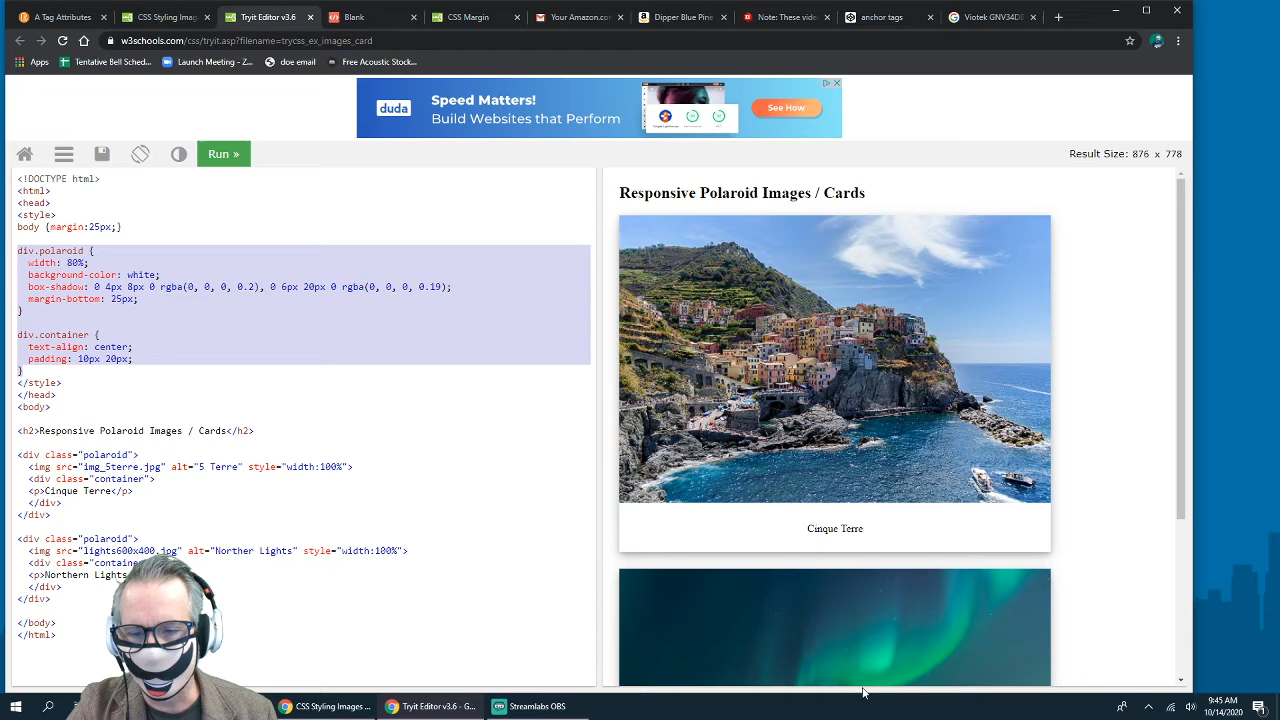 A Tag Attributes
CSS Styling Imag
Tryit Editor v3.6
Blank
CSS Margin
Your Amazon.com
Dipper Blue Pine
Note: These vide
anchor tags
Viotek GNV34DB
w3schools.com/css/tryit.asp?filename=trycss_ex_images_card
Apps
Tentative Bell Sched...
Launch Meeting - Z...
doe email
Free Acoustic Stock...
duda
Speed Matters!
Build Websites that Perform
See How
Run »
Result Size: 876 x 778
<!DOCTYPE html>
<html>
<head>
<style>
body {margin:25px;}
div.polaroid {
width: 80%;
background-color: white;
box-shadow: 0 4px 8px 0 rgba(0, 0, 0, 0.2), 0 6px 20px 0 rgba(0, 0, 0, 0.19);
margin-bottom: 25px;
}
div.container {
text-align: center;
padding: 10px 20px;
}
</style>
</head>
<body>
<h2>Responsive Polaroid Images / Cards</h2>
<div class="polaroid">
<img src="img_5terre.jpg" alt="5 Terre" style="width:100%">
<div class="container">
<p>Cinque Terre</p>
</div>
</div>
<div class="polaroid">
<img src="lights600x400.jpg" alt="Norther Lights" style="width:100%">
<div class="container
<p>Northern Lights
</div>
</div>
</body>
</html>
Responsive Polaroid Images / Cards
Cinque Terre
CSS Styling Images ...
Tryit Editor v3.6 - G...
Streamlabs OBS
9:45 AM
10/14/2020